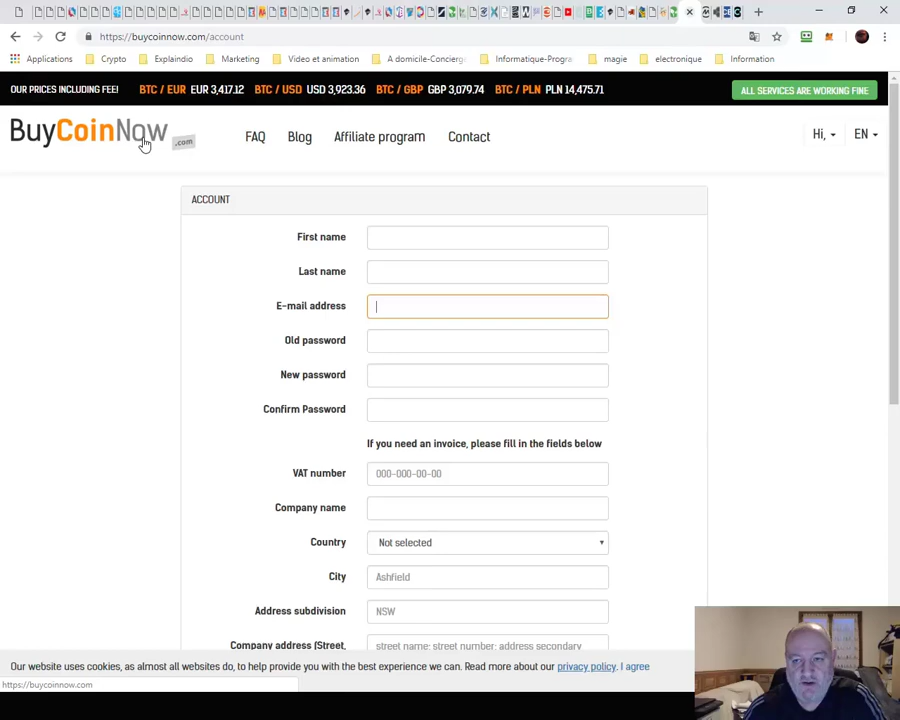 https://buycoinnow.com/account
Applications Crypto Explaindio Marketing Video et animation A domicile-Concierg Informatique-Progra magie electronique Information
OUR PRICES INCLUDING FEE! BTC / EUR EUR 3,417.12 BTC / USD USD 3,923.36 BTC / GBP GBP 3,079.74 BTC / PLN PLN 14,475.71 ALL SERVICES ARE WORKING FINE
BuyCoinNow .com FAQ Blog Affiliate program Contact Hi, EN
ACCOUNT
First name
Last name
E-mail address
Old password
New password
Confirm Password
If you need an invoice, please fill in the fields below
VAT number 000-000-00-00
Company name
Country Not selected
City Ashfield
Address subdivision NSW
Company address (Street, street name; street number; address secondary
Our website uses cookies, as almost all websites do, to help provide you with the best experience we can. Read more about our privacy policy. I agree
https://buycoinnow.com